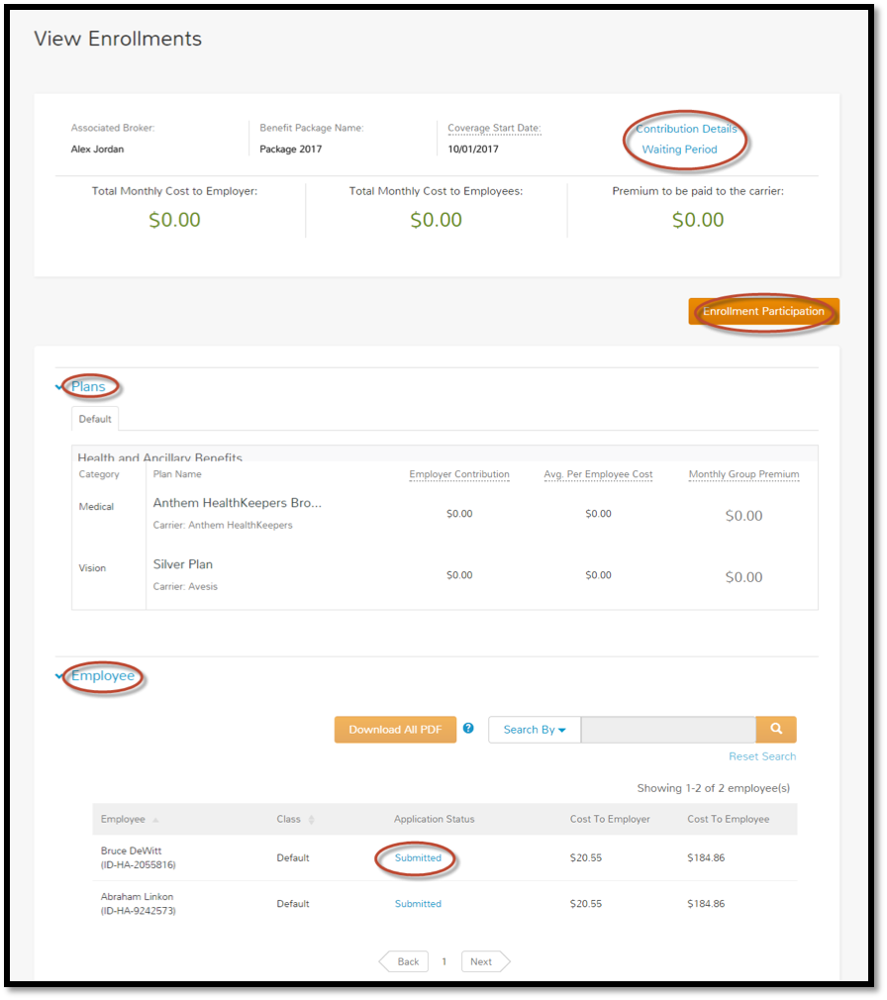 View Enrollments
Associated Broker: Benefit Package Name: Coverage Start Date: Contribution Details
Alex Jordan Package 2017 10/01/2017 Waiting Period
Total Monthly Cost to Employer: Total Monthly Cost to Employees: Premium to be paid to the carrier:
$0.00 $0.00 $0.00
Enrollment Participation
Plans
Default
Health and Ancillary Benefits
Category Plan Name Employer Contribution Avg. Per Employee Cost Monthly Group Premium
Medical Anthem HealthKeepers Bro... $0.00 $0.00 $0.00
Carrier: Anthem HealthKeepers
Vision Silver Plan $0.00 $0.00 $0.00
Carrier: Avesis
Employee
Download All PDF ? Search By
Reset Search
Showing 1-2 of 2 employee(s)
Employee Class Application Status Cost To Employer Cost To Employee
Bruce DeWitt
(ID-HA-2055816) Default Submitted $20.55 $184.86
Abraham Linkon
(ID-HA-9242573) Default Submitted $20.55 $184.86
Back 1 Next